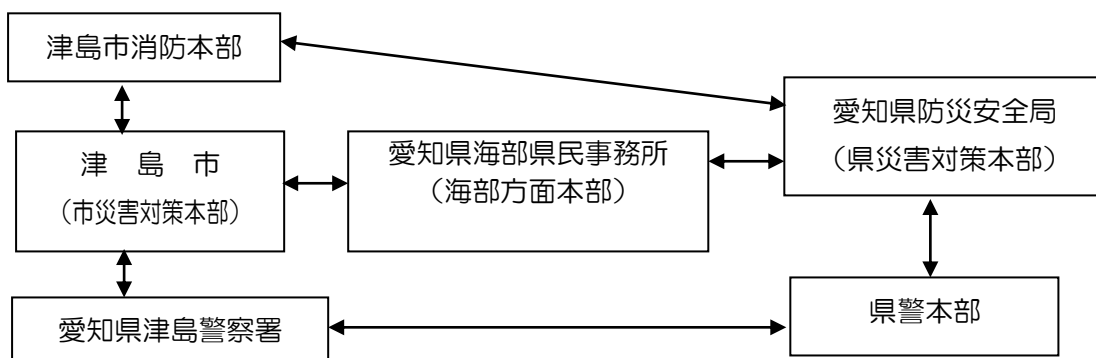 津島市消防本部
愛知県防災安全局
（県災害対策本部）
津　島　市
（市災害対策本部）
愛知県海部県民事務所
（海部方面本部）
県警本部
愛知県津島警察署